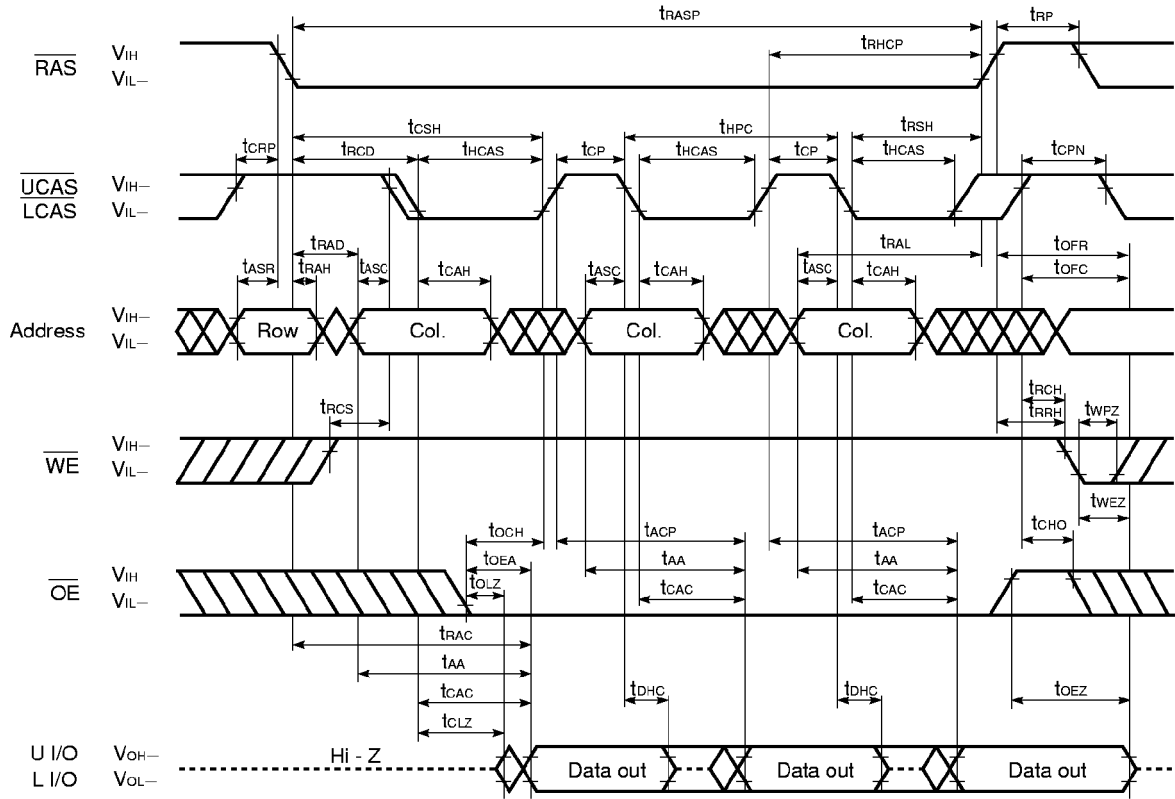 tRASP tRP
tRHCP
RAS VIH
VIL–
tCSH tHPC tRSH
tCRP tRCD tHCAS tCP tHCAS tCP tHCAS tCPN
UCAS VIH–
LCAS VIL–
tRAD tRAL tOFR
tASR tRAH tASC tCAH tASC tCAH tASC tCAH tOFC
Address VIH–
VIL–
Row Col. Col. Col.
tRCS tRCH
tRRH tWPZ
WE VIH–
VIL–
tWEZ
tOCH tACP tACP tCHO
tOEA tAA tAA
OE VIH
VIL–
tOLZ tCAC tCAC
tRAC
tAA
tCAC tDHC tDHC tOEZ
tCLZ
U I/O VOH–
L I/O VOL–
Hi - Z Data out Data out Data out